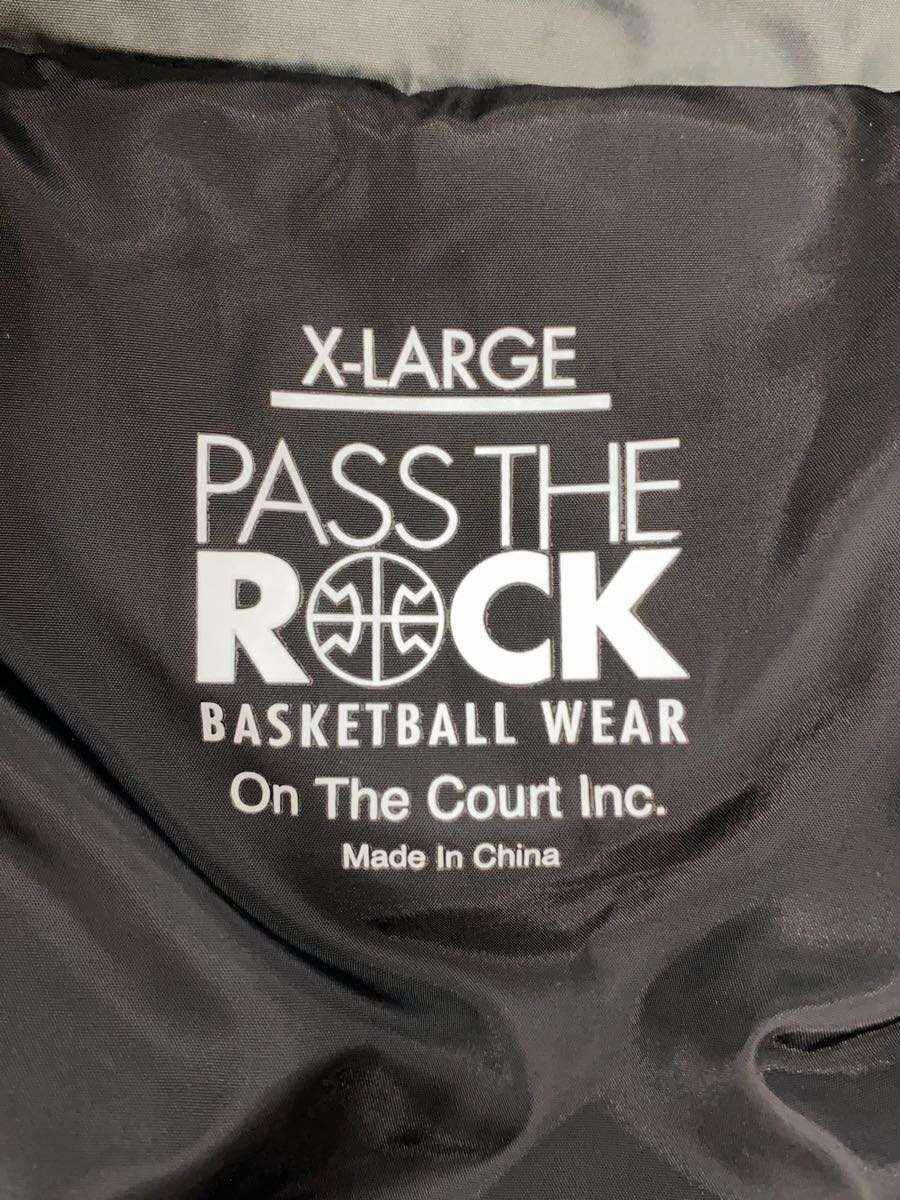 X-LARGE
PASS THE
ROCK
BASKETBALL WEAR
On The Court Inc.
Made In China